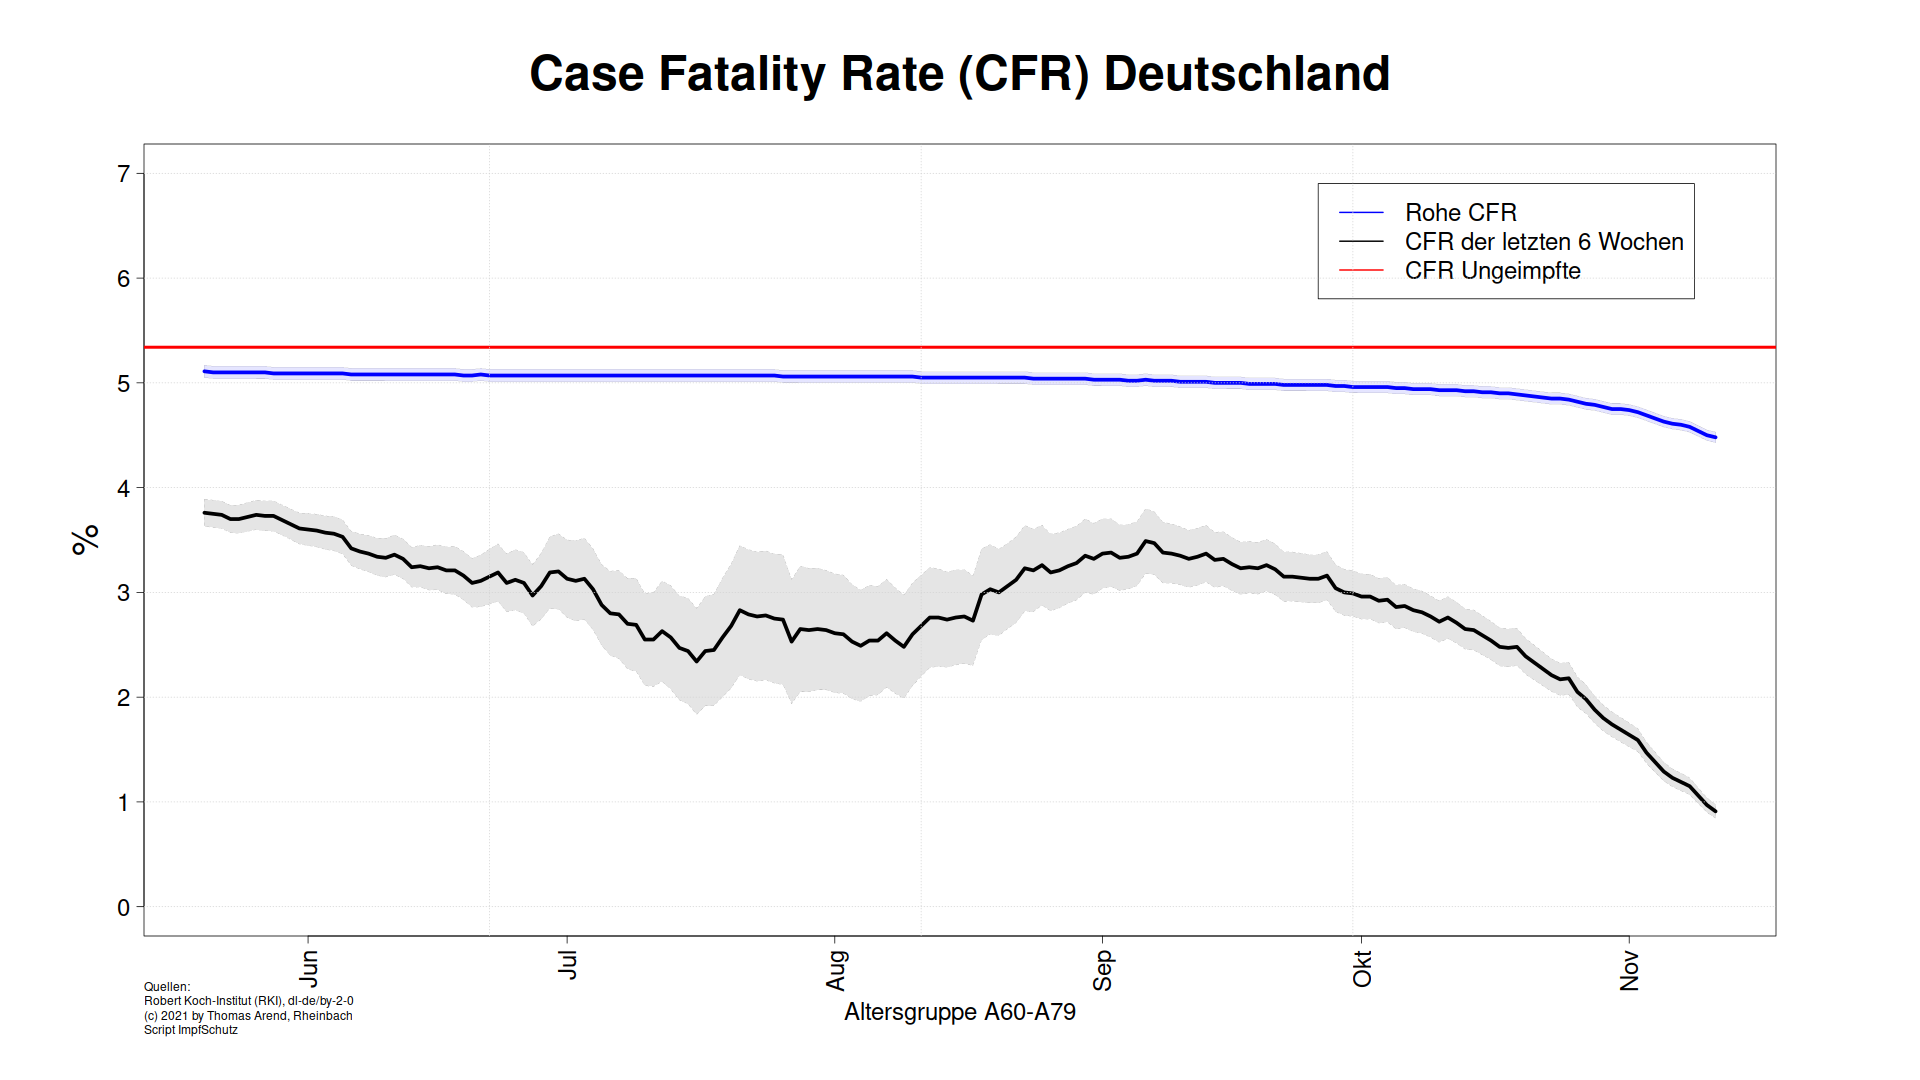 Case Fatality Rate (CFR) Deutschland
7
6
5
4
3
2
1
0
%
Rohe CFR
CFR der letzten 6 Wochen
CFR Ungeimpfte
Jun
Jul
Aug
Sep
Okt
Nov
Altersgruppe A60-A79
Quellen:
Robert Koch-Institut (RKI), dl-de/by-2-0
(c) 2021 by Thomas Arend, Rheinbach
Script ImpfSchutz